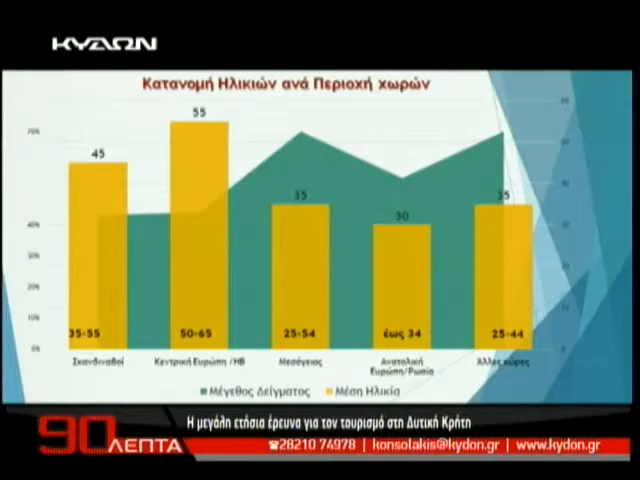 ΚΥΔΩΝ
Κατανομή Ηλικιών ανά Περιοχή χωρών
55
45
35
30
35
70%
40%
30%
20%
10%
0%
35-55
50-65
25-54
έως 34
25-44
Σκανδιναβοί
Κεντρική Ευρώπη /ΗΒ
Μεσόγειος
Ανατολική
Ευρώπη/Ρωσία
Άλλες χώρες
Μέγεθος Δείγματος
Μέση Ηλικία
90 ΛΕΠΤΑ
Η μεγάλη ετήσια έρευνα για τον τουρισμό στη Δυτική Κρήτη
☎28210 74978 | konsolakis@kydon.gr | www.kydon.gr